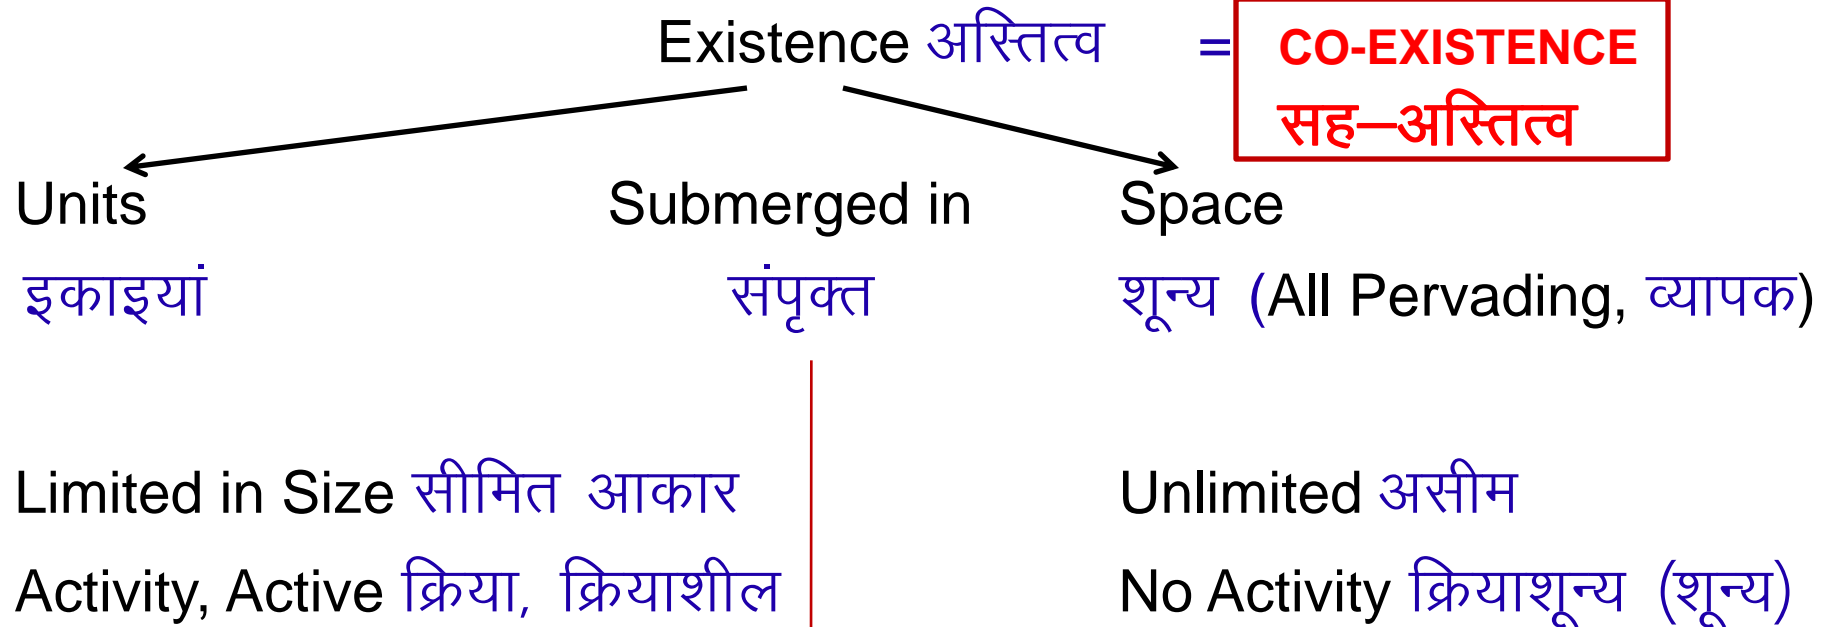 Existence अस्तित्व = CO-EXISTENCE
सह–अस्तित्व
Units Submerged in Space
इकाइयां संपृक्त शून्य (All Pervading, व्यापक)
Limited in Size सीमित आकार Unlimited असीम
Activity, Active क्रिया, क्रियाशील No Activity क्रियाशून्य (शून्य)